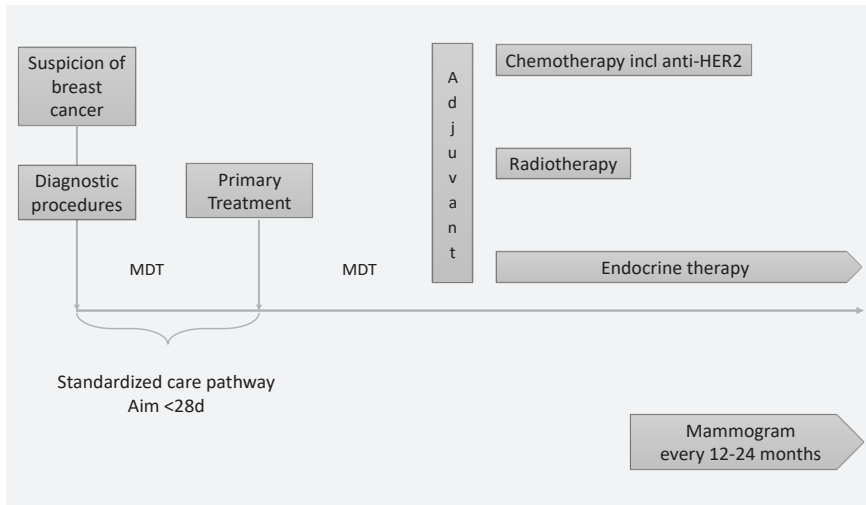 Suspicion of
breast
cancer
Diagnostic
procedures
Primary
Treatment
MDT
MDT
A
d
j
u
v
a
n
t
Chemotherapy incl anti-HER2
Radiotherapy
Endocrine therapy
Standardized care pathway
Aim <28d
Mammogram
every 12-24 months